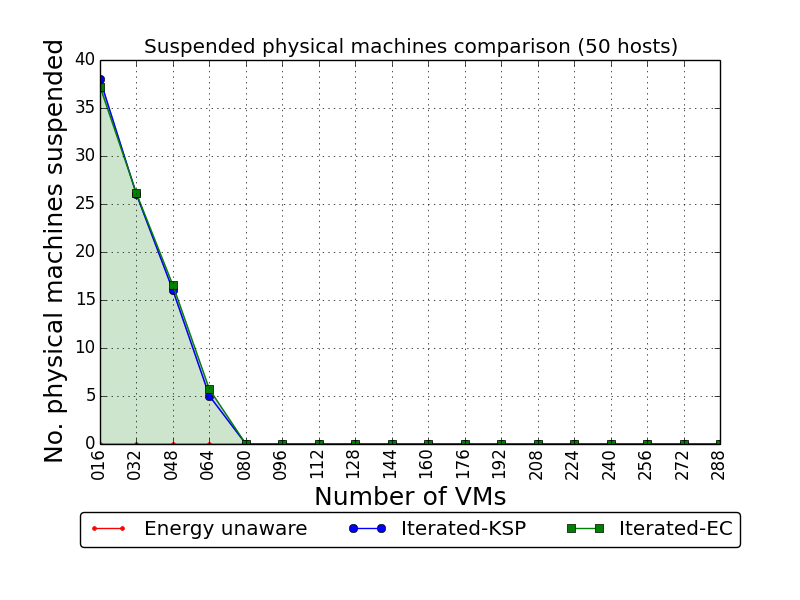 Suspended physical machines comparison (50 hosts)
No. physical machines suspended
40
35
30
25
20
15
10
5
0
016 032 048 064 080 096 112 128 144 160 176 192 208 224 240 256 272 288
Number of VMs
Energy unaware Iterated-KSP Iterated-EC